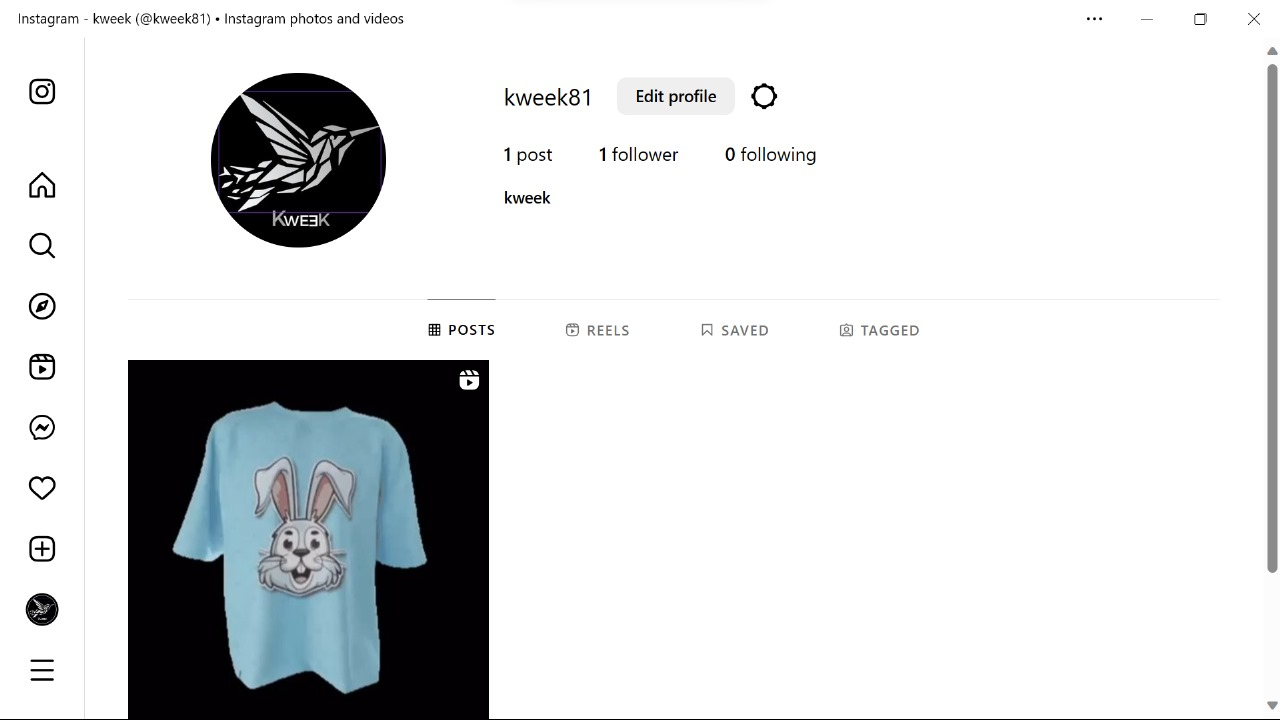 Instagram - kweek (@kweek81) • Instagram photos and videos
kweek81 Edit profile
1 post 1 follower 0 following
kweek
KWEƎK
POSTS REELS SAVED TAGGED